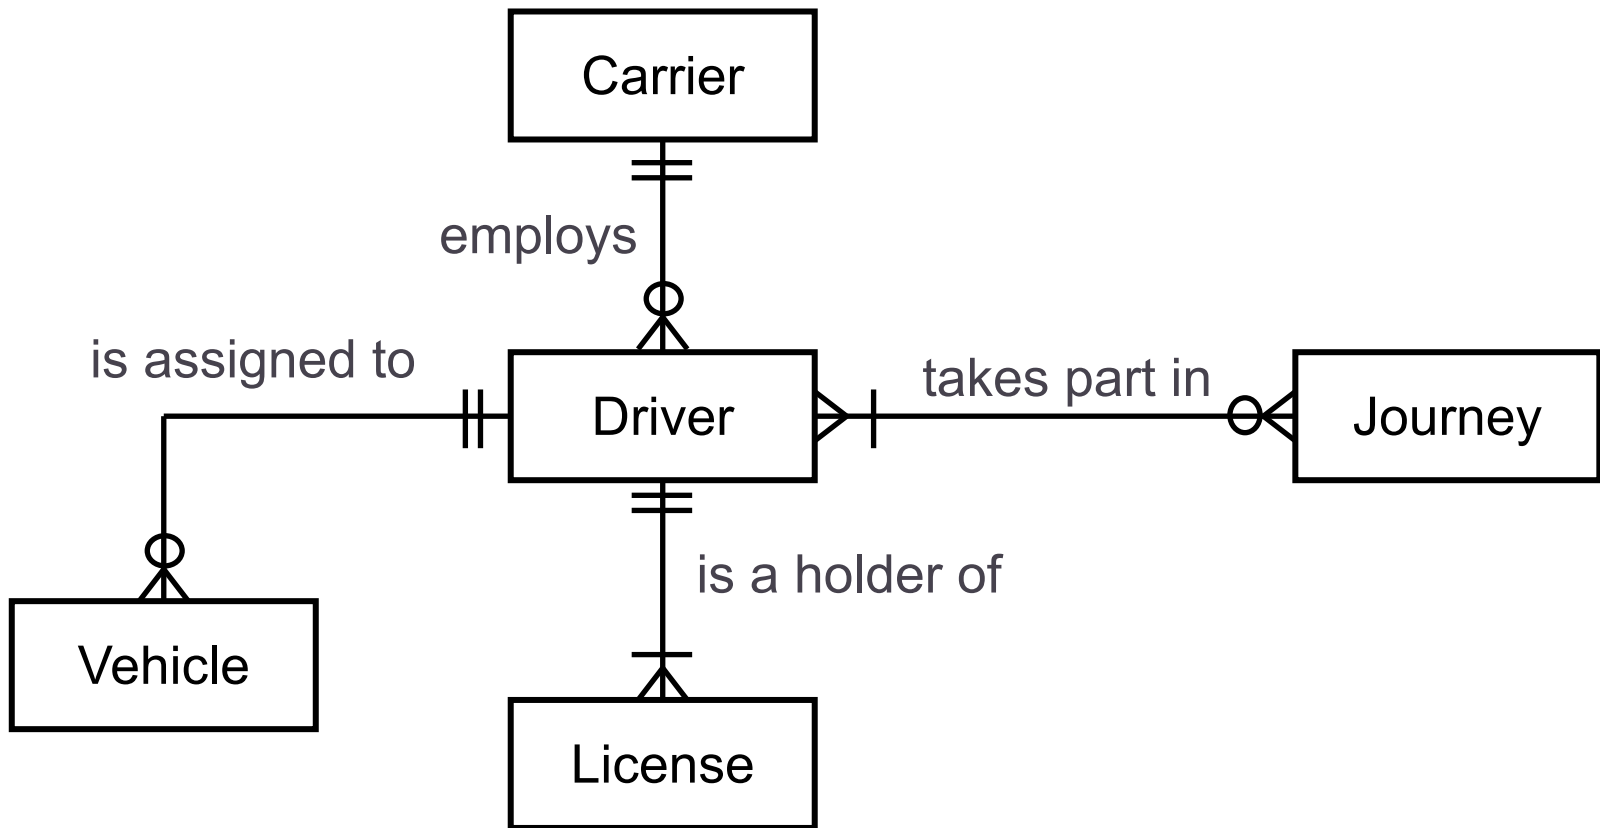 Carrier
employs
is assigned to
takes part in
Driver
Journey
is a holder of
Vehicle
License